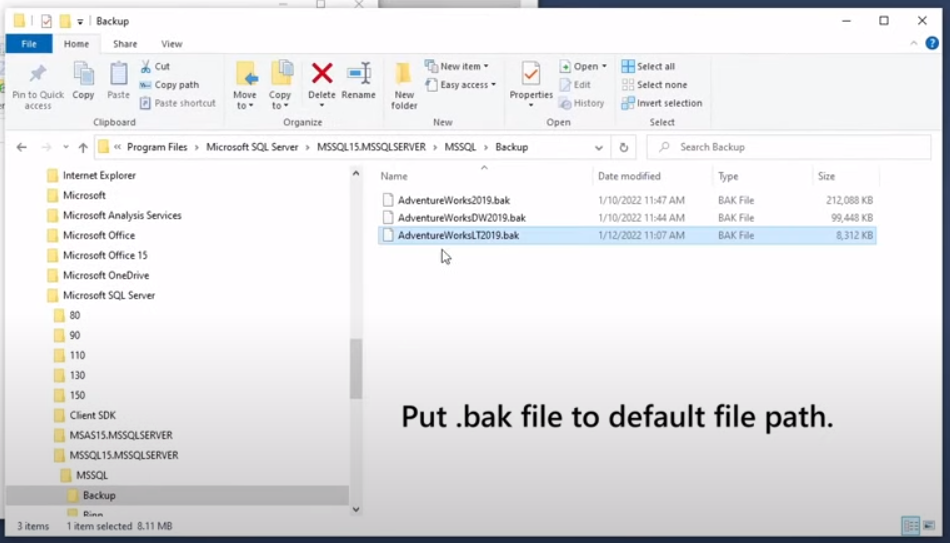 Backup
File Home Share View
Pin to Quick access
Copy
Paste
Cut
Copy path
Paste shortcut
Clipboard
Move to
Copy to
Delete
Rename
Organize
New folder
New item
Easy access
New
Properties
Open
Edit
History
Open
Select all
Select none
Invert selection
Select
« Program Files › Microsoft SQL Server › MSSQL15.MSSQLSERVER › MSSQL › Backup
Search Backup
Internet Explorer
Microsoft
Microsoft Analysis Services
Microsoft Office
Microsoft Office 15
Microsoft OneDrive
Microsoft SQL Server
80
90
110
130
150
Client SDK
MSAS15.MSSQLSERVER
MSSQL15.MSSQLSERVER
MSSQL
Backup
Binn
Name Date modified Type Size
AdventureWorks2019.bak 1/10/2022 11:47 AM BAK File 212,088 KB
AdventureWorksDW2019.bak 1/10/2022 11:44 AM BAK File 99,448 KB
AdventureWorksLT2019.bak 1/12/2022 11:07 AM BAK File 8,312 KB
Put .bak file to default file path.
3 items 1 item selected 8.11 MB